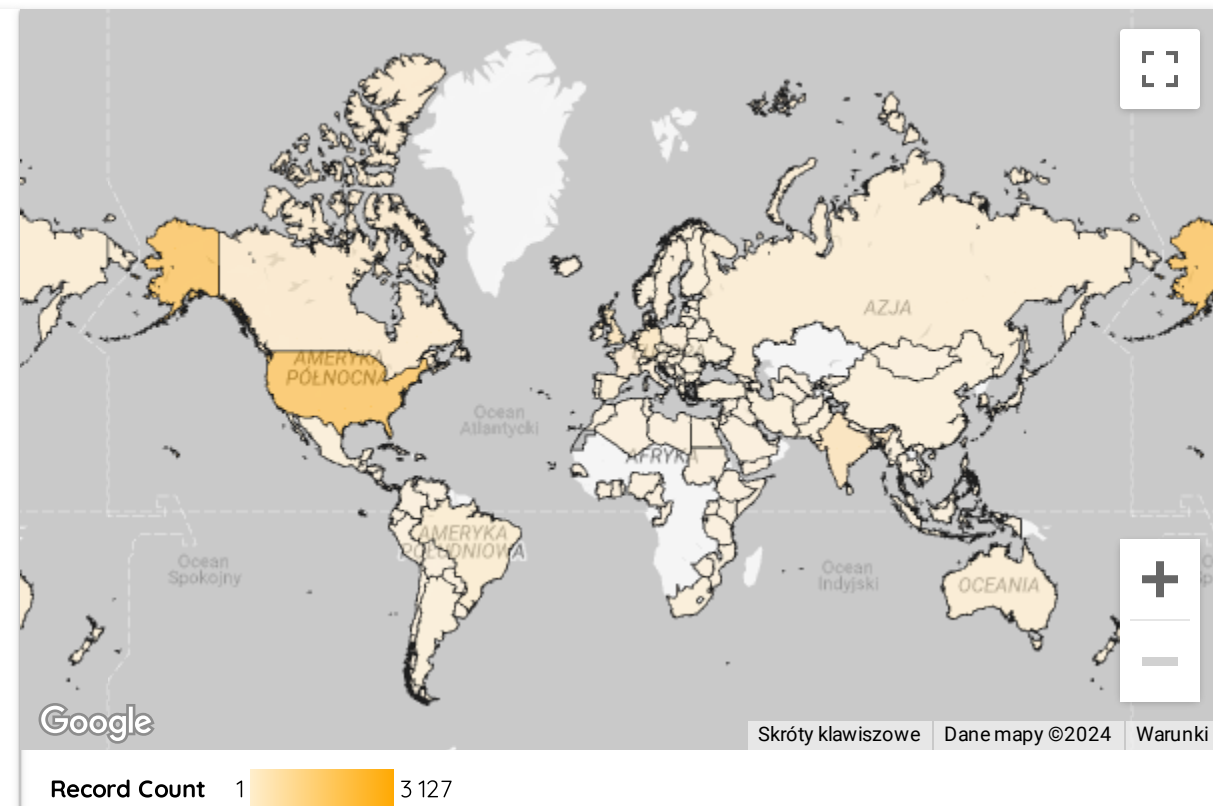 AZJA
AMERYKA
PÓŁNOCNA
Ocean
Atlantycki
AFRYKA
AMERYKA
POŁUDNIOWA
Ocean
Spokojny
Ocean
Indyjski
OCEANIA
Google
Skróty klawiszowe
Dane mapy ©2024
Warunki
Record Count 1 3 127